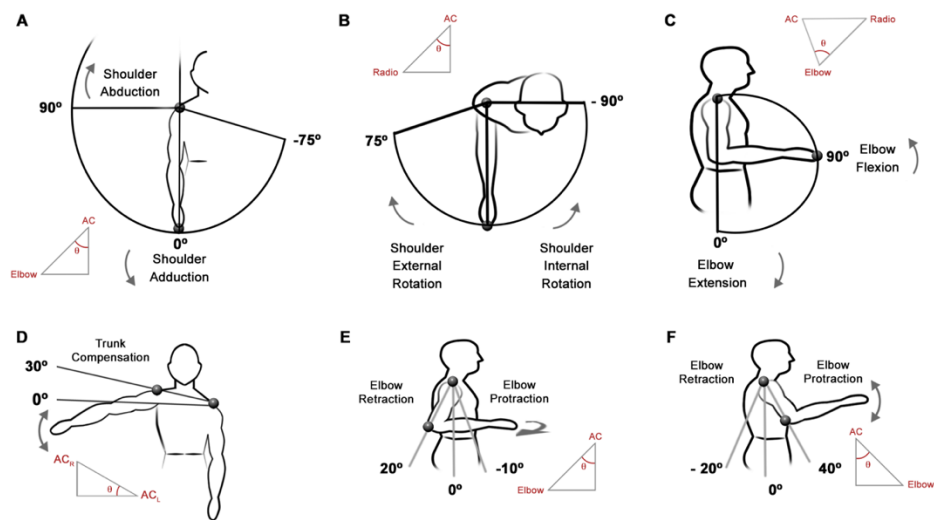 A
AC
θ
Shoulder
Abduction
90º
-75º
0º
Elbow
Shoulder
Adduction
B
AC
θ
Radio
- 90º
75º
Shoulder
External
Rotation
Shoulder
Internal
Rotation
C
AC
Radio
θ
Elbow
90º
Elbow
Flexion
0º
Elbow
Extension
D
Trunk
Compensation
30º
0º
ACR
θ
ACL
E
Elbow
Retraction
Elbow
Protraction
20º
0º
-10º
AC
θ
Elbow
F
Elbow
Retraction
Elbow
Protraction
- 20º
0º
40º
AC
θ
Elbow